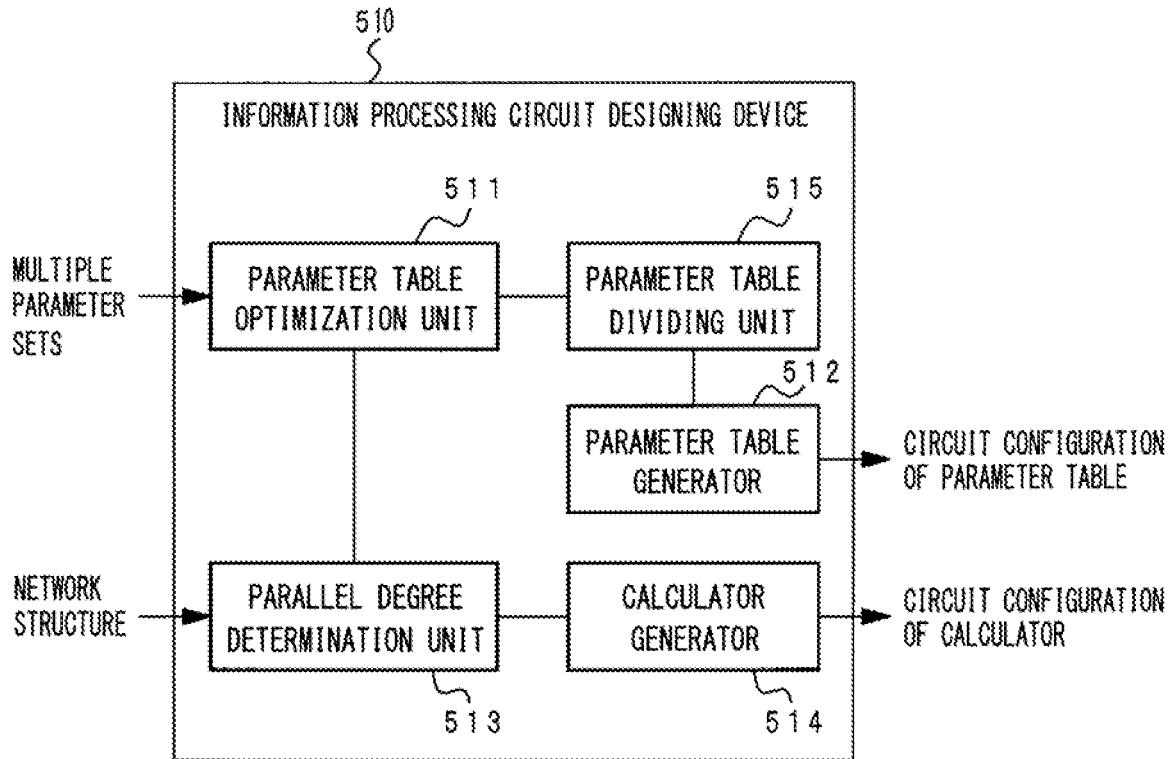 510
INFORMATION PROCESSING CIRCUIT DESIGNING DEVICE
511
515
MULTIPLE
PARAMETER
SETS
PARAMETER TABLE
OPTIMIZATION UNIT
PARAMETER TABLE
DIVIDING UNIT
512
PARAMETER TABLE
GENERATOR
CIRCUIT CONFIGURATION
OF PARAMETER TABLE
NETWORK
STRUCTURE
PARALLEL DEGREE
DETERMINATION UNIT
CALCULATOR
GENERATOR
CIRCUIT CONFIGURATION
OF CALCULATOR
513
514